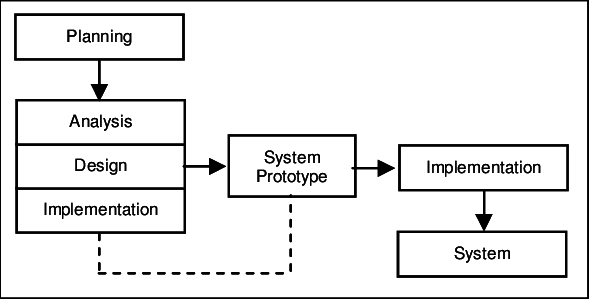 Planning
Analysis
Design
Implementation
System
Prototype
Implementation
System